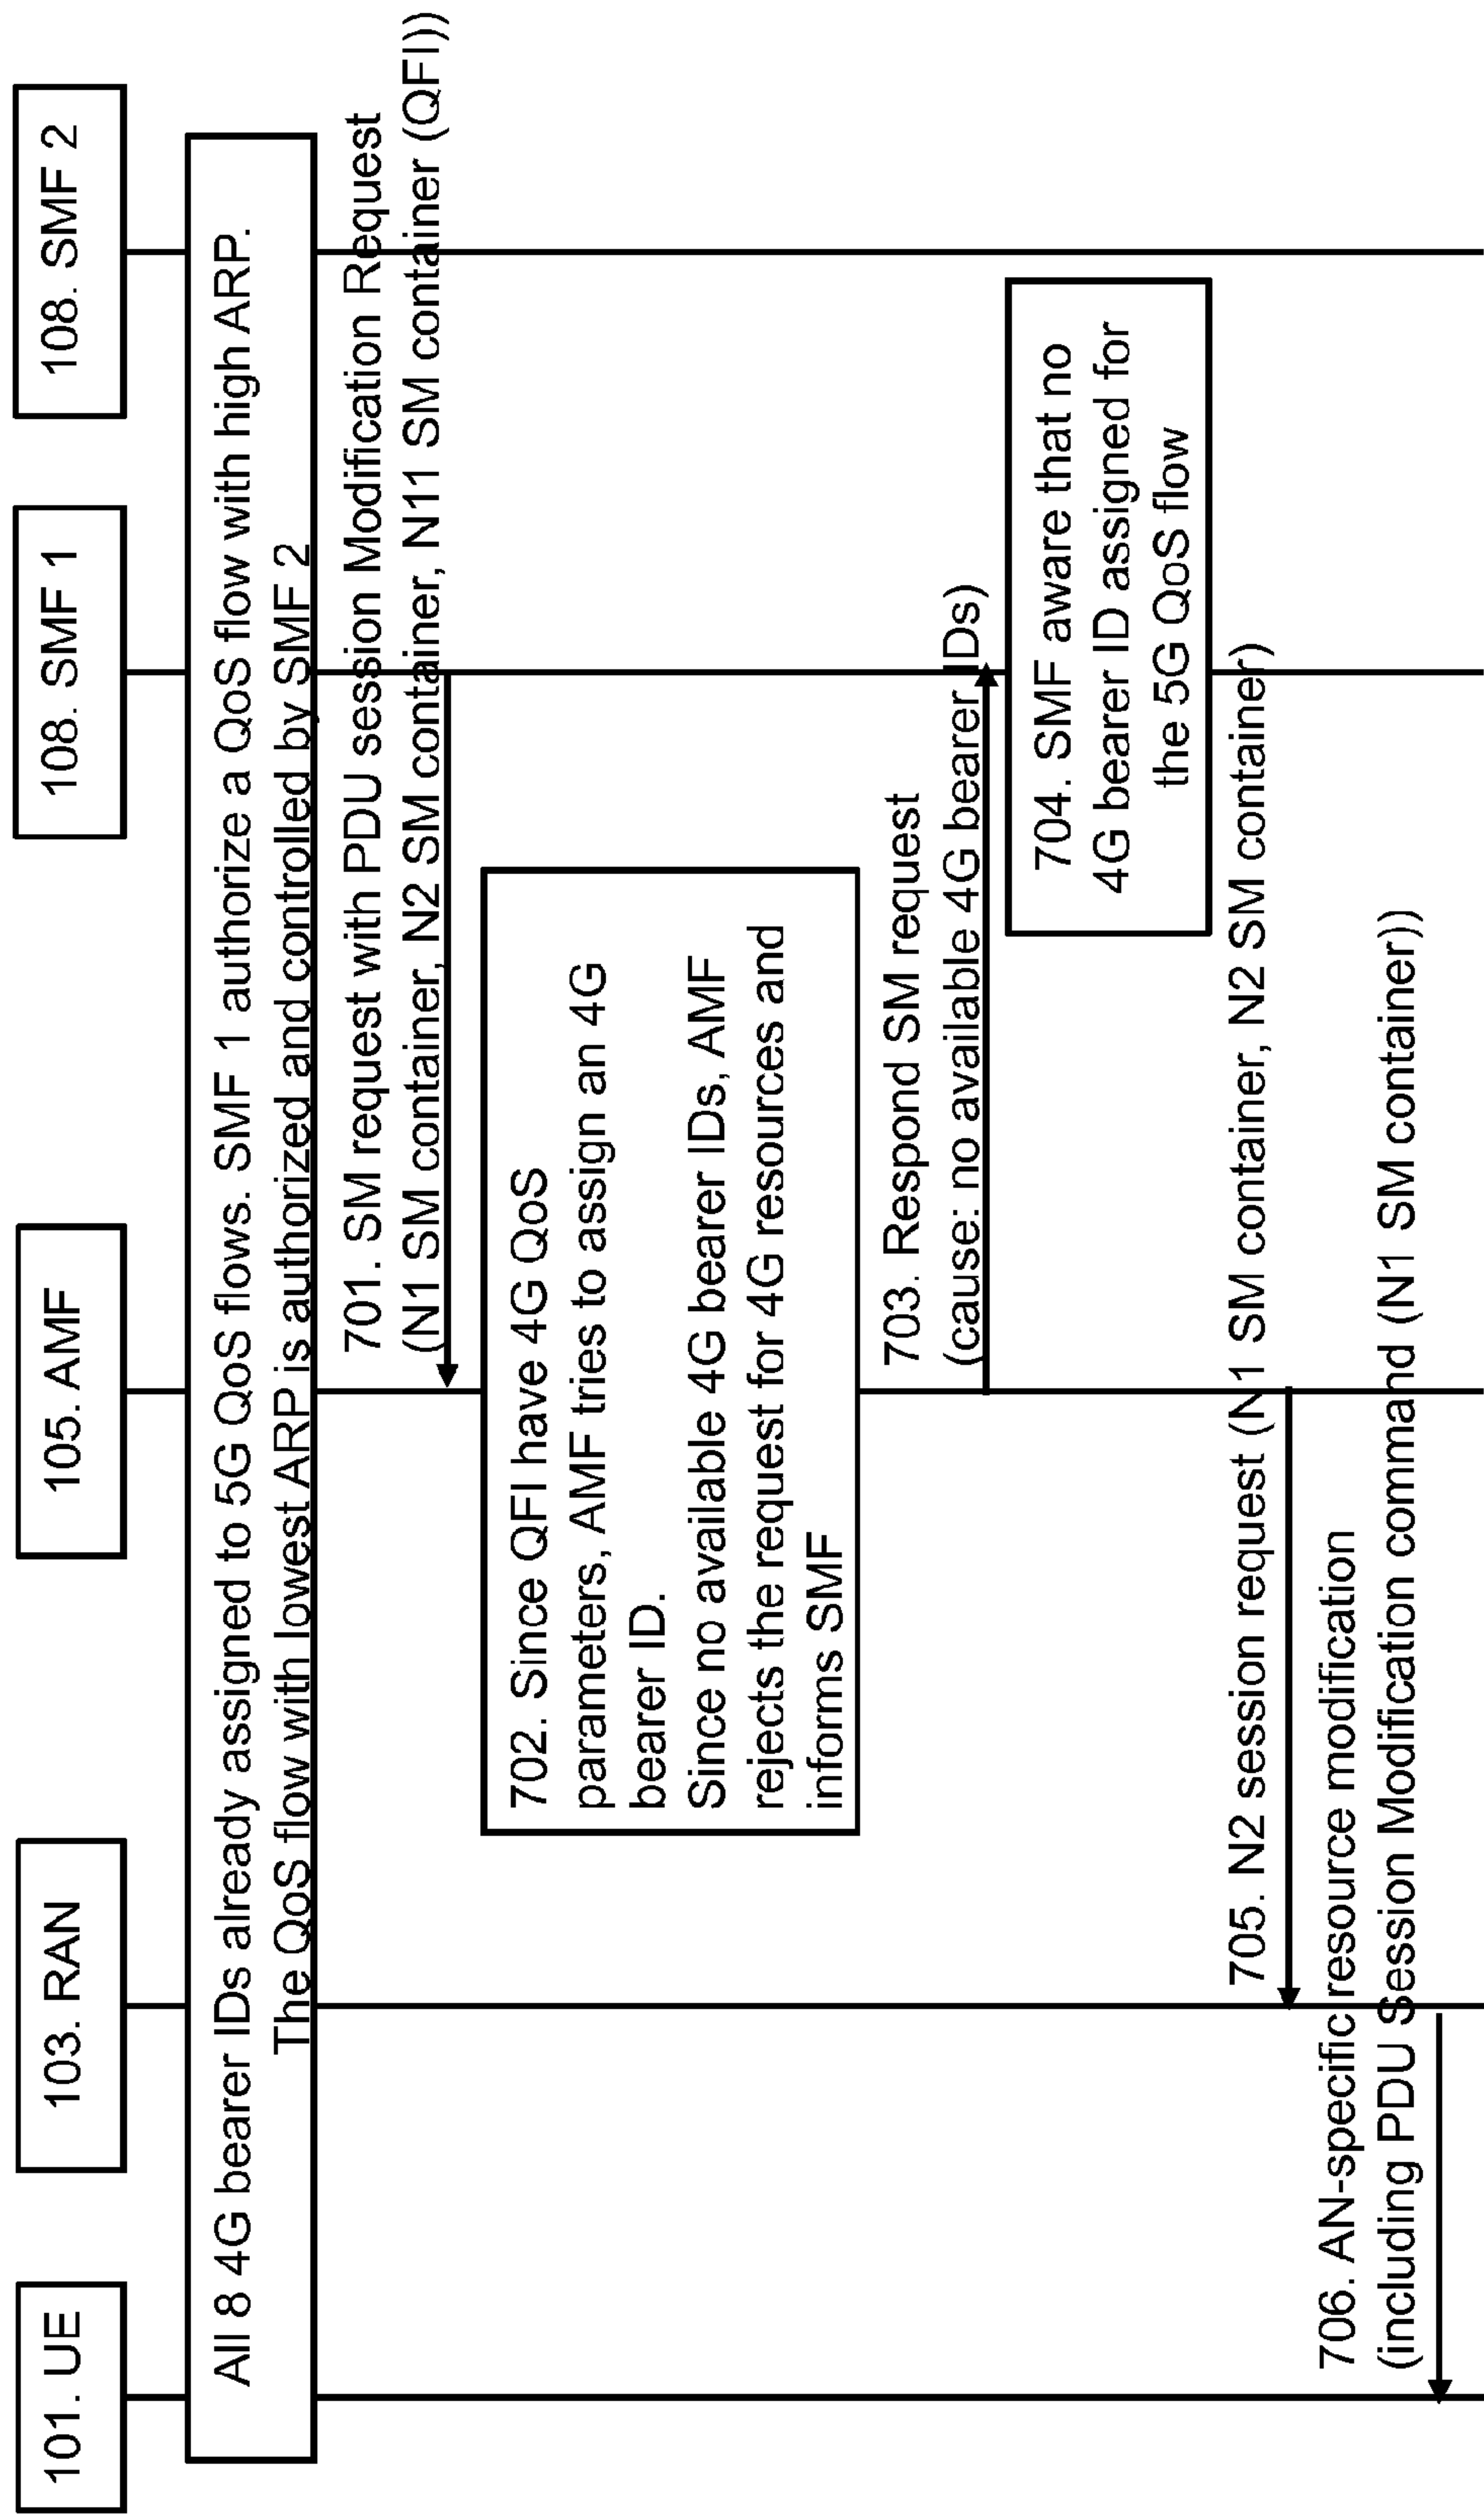 101. UE
103. RAN
105. AMF
108. SMF 1
108. SMF 2
All 8 4G bearer IDs already assigned to 5G QoS flows. SMF 1 authorize a QoS flow with high ARP.
The QoS flow with lowest ARP is authorized and controlled by SMF 2
701. SM request with PDU session Modification Request
(N1 SM container, N2 SM container, N11 SM container (QFI))
702. Since QFI have 4G QoS
parameters, AMF tries to assign an 4G
bearer ID.
Since no available 4G bearer IDs, AMF
rejects the request for 4G resources and
informs SMF
703. Respond SM request
(cause: no available 4G bearer IDs)
704. SMF aware that no
4G bearer ID assigned for
the 5G QoS flow
705. N2 session request (N1 SM container, N2 SM container)
706. AN-specific resource modification
(including PDU Session Modification command (N1 SM container))